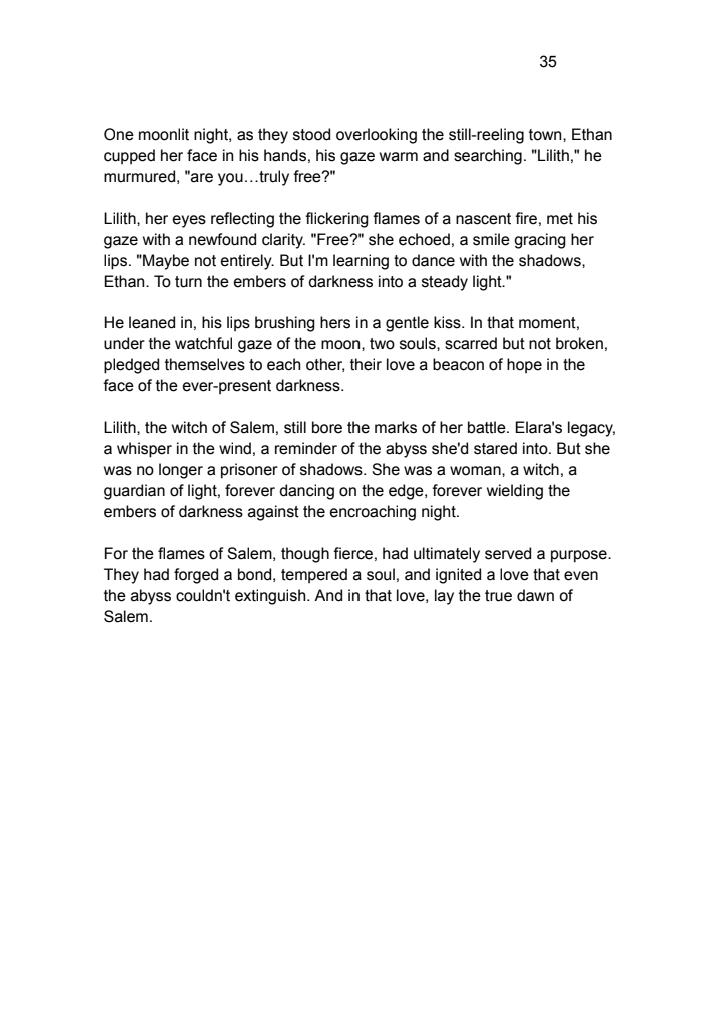 35
One moonlit night, as they stood overlooking the still-reeling town, Ethan
cupped her face in his hands, his gaze warm and searching. "Lilith," he
murmured, "are you…truly free?"
Lilith, her eyes reflecting the flickering flames of a nascent fire, met his
gaze with a newfound clarity. "Free?" she echoed, a smile gracing her
lips. "Maybe not entirely. But I'm learning to dance with the shadows,
Ethan. To turn the embers of darkness into a steady light."
He leaned in, his lips brushing hers in a gentle kiss. In that moment,
under the watchful gaze of the moon, two souls, scarred but not broken,
pledged themselves to each other, their love a beacon of hope in the
face of the ever-present darkness.
Lilith, the witch of Salem, still bore the marks of her battle. Elara's legacy,
a whisper in the wind, a reminder of the abyss she'd stared into. But she
was no longer a prisoner of shadows. She was a woman, a witch, a
guardian of light, forever dancing on the edge, forever wielding the
embers of darkness against the encroaching night.
For the flames of Salem, though fierce, had ultimately served a purpose.
They had forged a bond, tempered a soul, and ignited a love that even
the abyss couldn't extinguish. And in that love, lay the true dawn of
Salem.